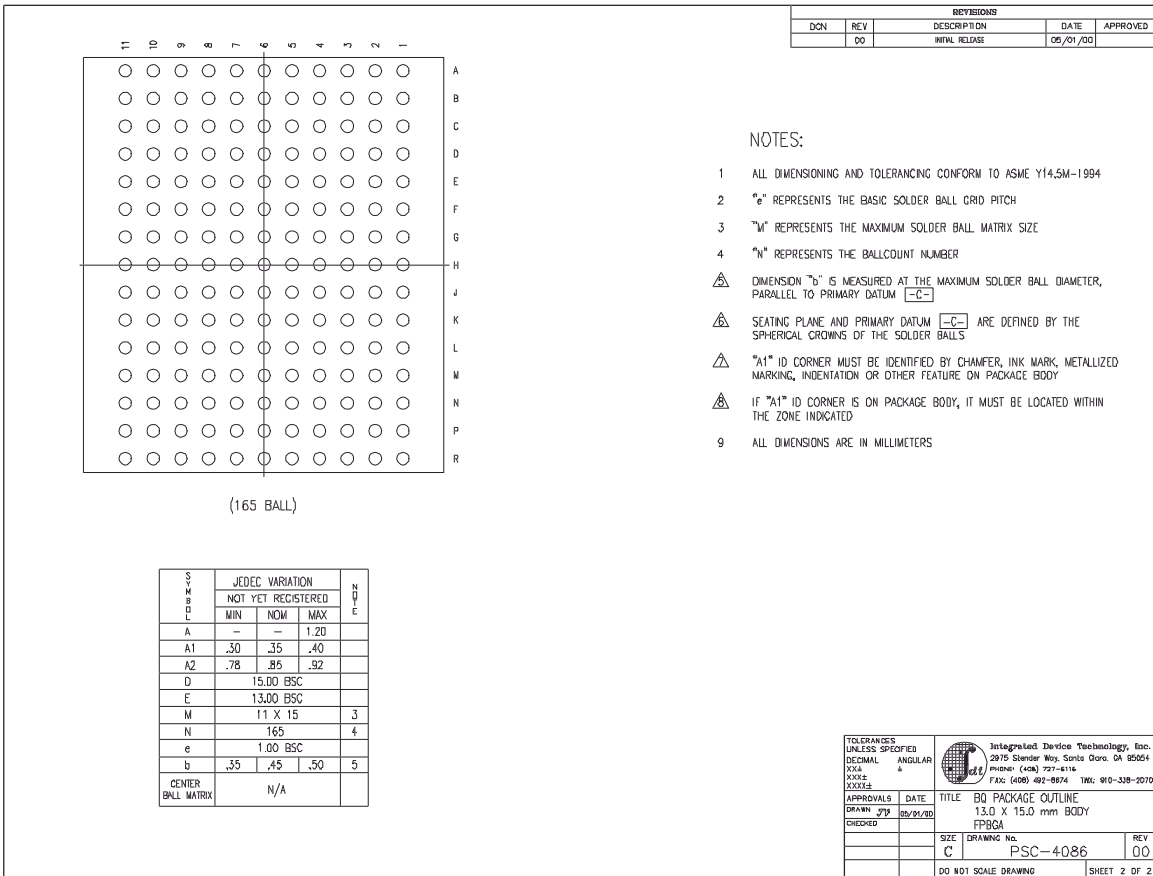 REVISIONS
DCN REV DESCRIPTION DATE APPROVED
00 INITIAL RELEASE 05/01/00
11 10 9 8 7 6 5 4 3 2 1
A
B
C
D
E
F
G
H
J
K
L
M
N
P
R
(165 BALL)
NOTES:
1 ALL DIMENSIONING AND TOLERANCING CONFORM TO ASME Y14.5M-1994
2 "e" REPRESENTS THE BASIC SOLDER BALL GRID PITCH
3 "M" REPRESENTS THE MAXIMUM SOLDER BALL MATRIX SIZE
4 "N" REPRESENTS THE BALLCOUNT NUMBER
5 DIMENSION "b" IS MEASURED AT THE MAXIMUM SOLDER BALL DIAMETER,
PARALLEL TO PRIMARY DATUM -C-
6 SEATING PLANE AND PRIMARY DATUM -C- ARE DEFINED BY THE
SPHERICAL CROWNS OF THE SOLDER BALLS
7 "A1" ID CORNER MUST BE IDENTIFIED BY CHAMFER, INK MARK, METALLIZED
MARKING, INDENTATION OR OTHER FEATURE ON PACKAGE BODY
8 IF "A1" ID CORNER IS ON PACKAGE BODY, IT MUST BE LOCATED WITHIN
THE ZONE INDICATED
9 ALL DIMENSIONS ARE IN MILLIMETERS
SYMBOL JEDEC VARIATION NOTE
NOT YET REGISTERED
MIN NOM MAX
A – – 1.20
A1 .30 .35 .40
A2 .78 .85 .92
D 15.00 BSC
E 13.00 BSC
M 11 X 15 3
N 165 4
e 1.00 BSC
b .35 .45 .50 5
CENTER
BALL MATRIX N/A
TOLERANCES
UNLESS SPECIFIED
DECIMAL ANGULAR
XX± ±
XXX±
XXXX±
idt
Integrated Device Technology, Inc.
2975 Stender Way, Santa Clara, CA 95054
PHONE: (408) 727-6116
FAX: (408) 492-8674 TWX: 910-338-2070
APPROVALS DATE
DRAWN 05/01/00
CHECKED
TITLE BQ PACKAGE OUTLINE
13.0 X 15.0 mm BODY
FPBGA
SIZE DRAWING No. REV
C PSC-4086 00
DO NOT SCALE DRAWING SHEET 2 OF 2